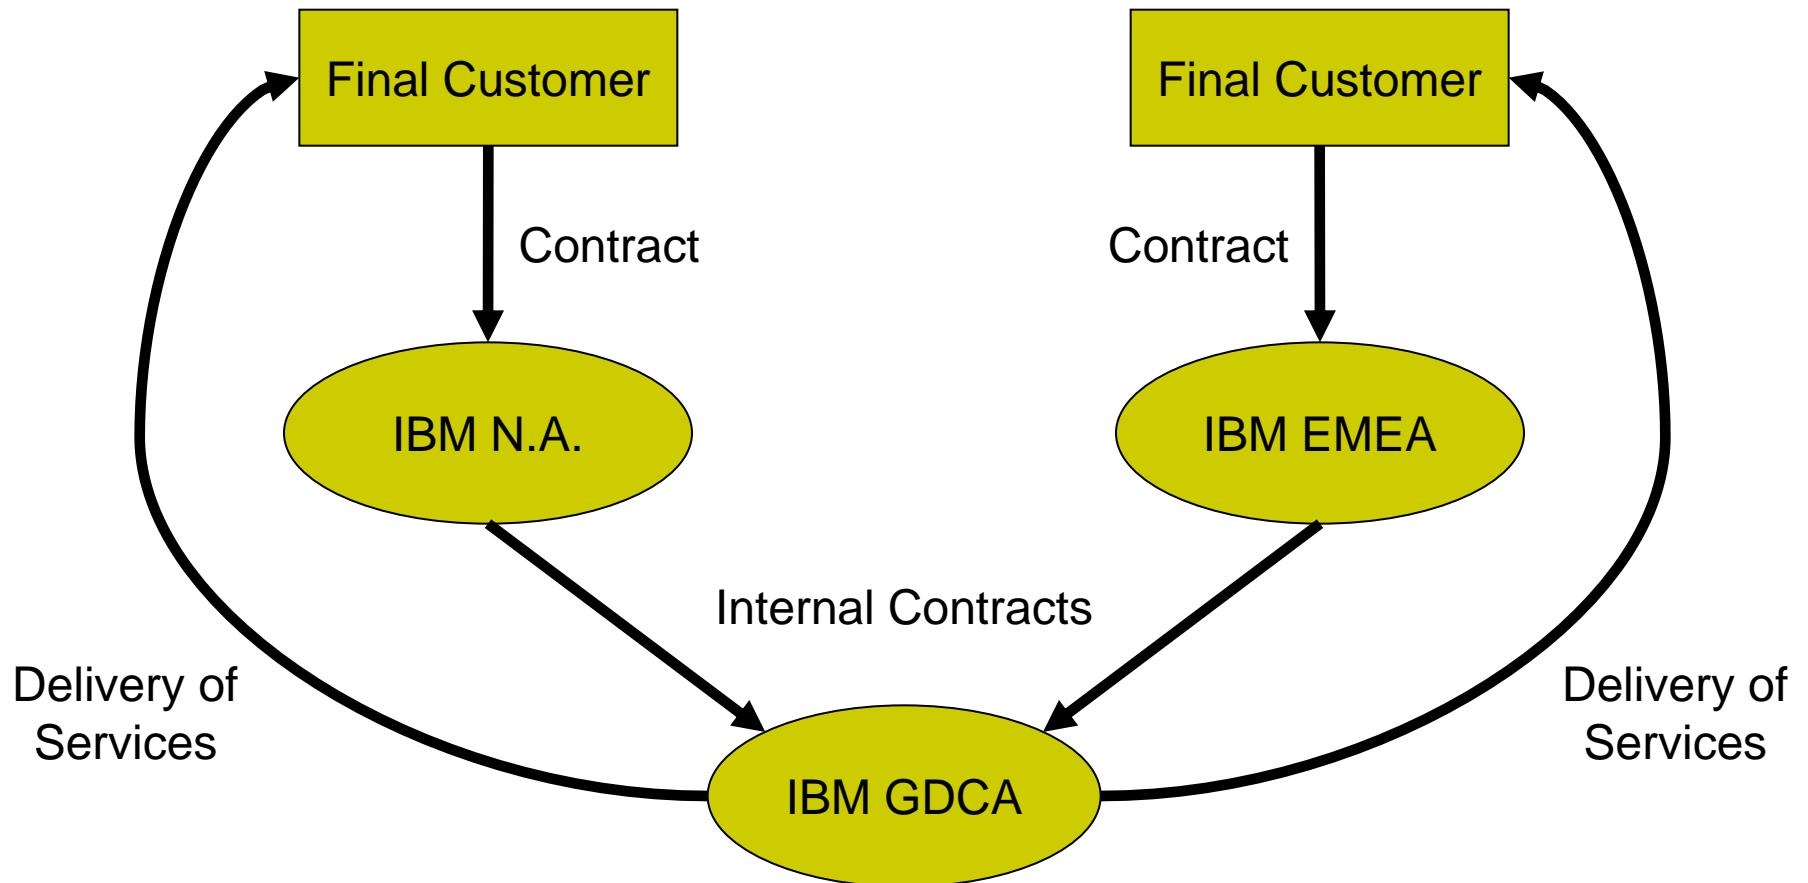 Final Customer
Final Customer
Contract
Contract
IBM N.A.
IBM EMEA
Internal Contracts
Delivery of
Services
Delivery of
Services
IBM GDCA